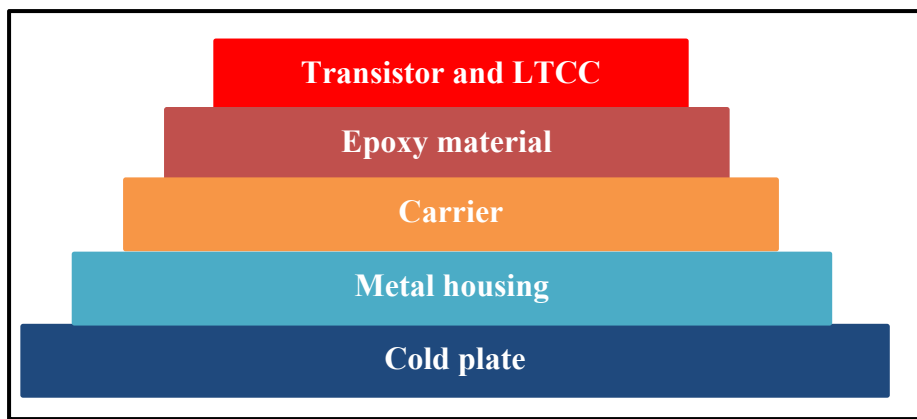 Transistor and LTCC
Epoxy material
Carrier
Metal housing
Cold plate